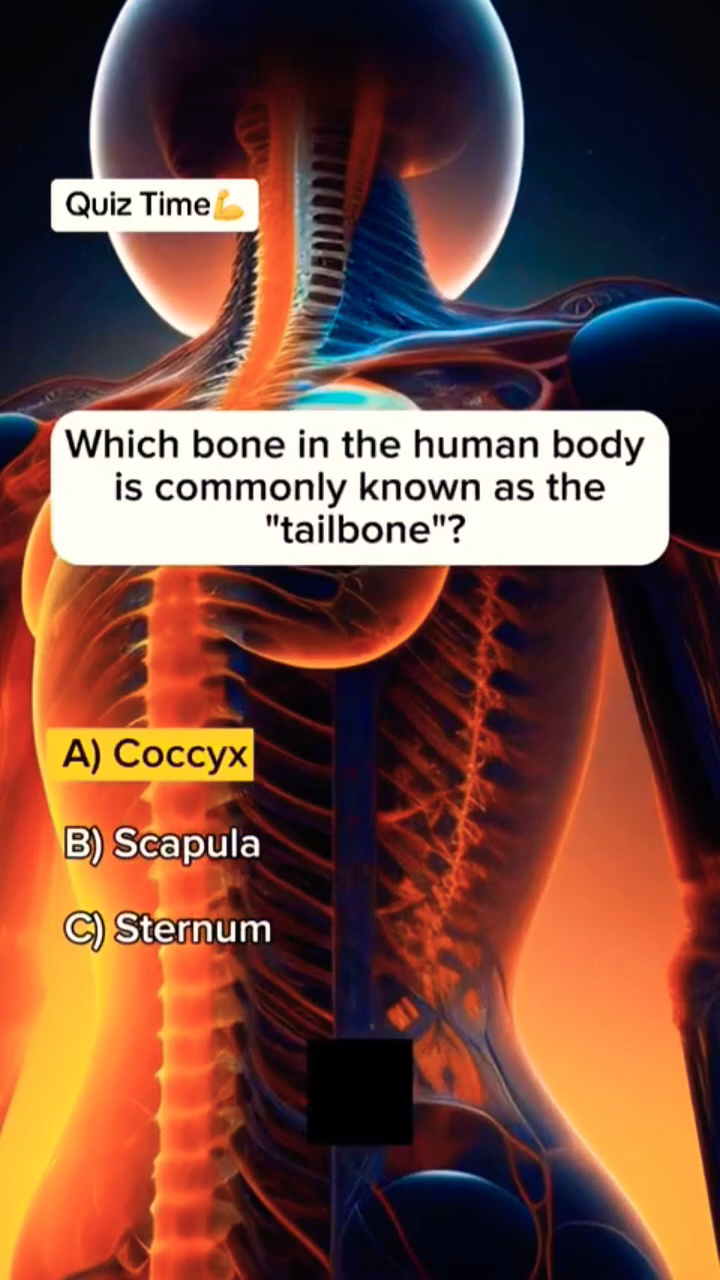 Quiz Time💪
Which bone in the human body
is commonly known as the
"tailbone"?
A) Coccyx
B) Scapula
C) Sternum